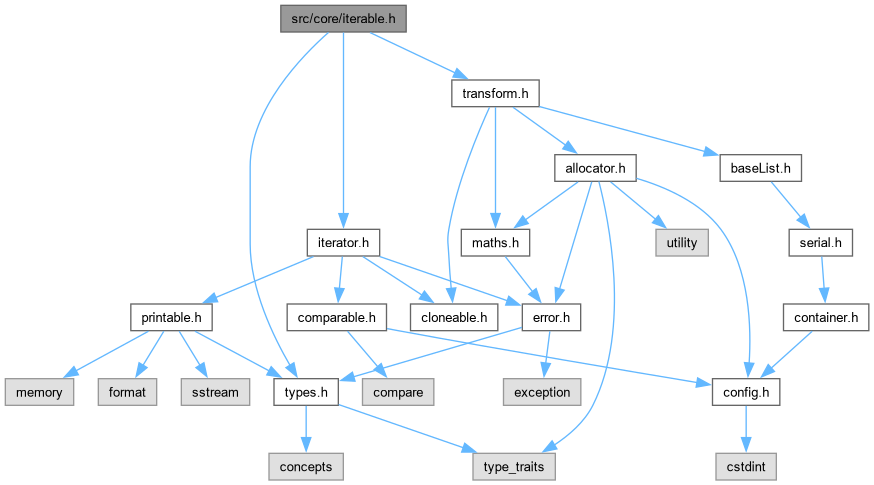 src/core/iterable.h
transform.h
allocator.h
baseList.h
iterator.h
maths.h
utility
serial.h
printable.h
comparable.h
cloneable.h
error.h
container.h
memory
format
sstream
types.h
compare
exception
config.h
concepts
type_traits
cstdint